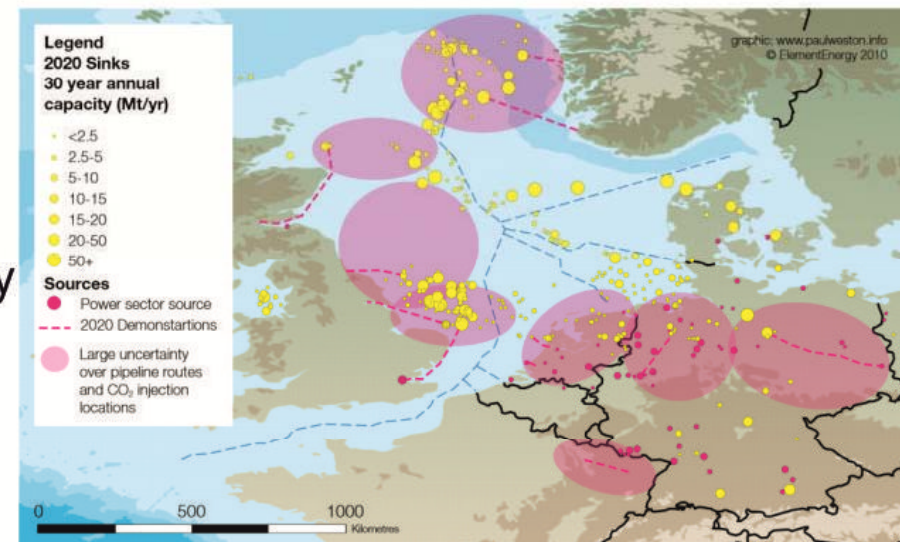 Legend
2020 Sinks
30 year annual
capacity (Mt/yr)
<2.5
2.5-5
5-10
10-15
15-20
20-50
50+
Sources
Power sector source
2020 Demonstartions
Large uncertainty
over pipeline routes
and CO₂ injection
locations
graphic; www.paulweston.info
© ElementEnergy 2010
y
0 500 1000
Kilometres